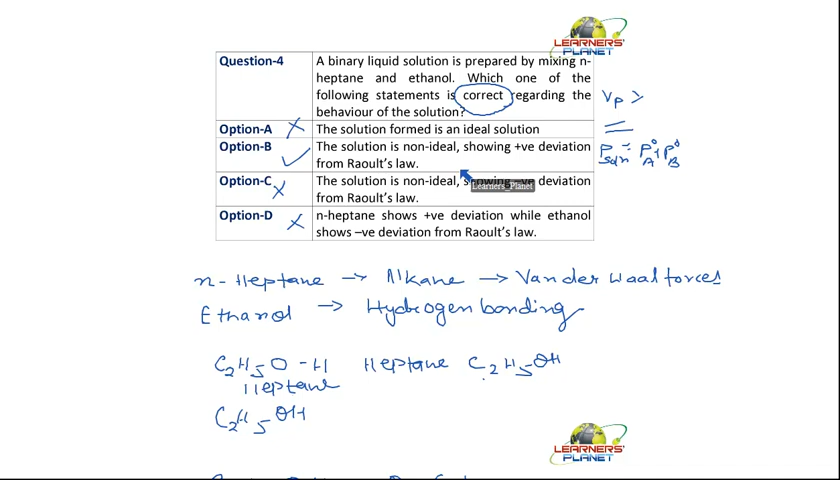 LEARNERS'
PLANET
Question-4
A binary liquid solution is prepared by mixing n-
heptane and ethanol. Which one of the
following statements is correct regarding the
behaviour of the solution?
Option-A
The solution formed is an ideal solution
Option-B
The solution is non-ideal, showing +ve deviation
from Raoult's law.
Option-C
The solution is non-ideal, showing –ve deviation
from Raoult's law.
Learners_Planet
Option-D
n-heptane shows +ve deviation while ethanol
shows –ve deviation from Raoult's law.
Vp >
P soln = P°A + P°B
n-Heptane → Alkane → Vander Waal forces
Ethanol → Hydrogen bonding
C2H5O-H Heptane C2H5OH
Heptane
C2H5OH
LEARNERS'
PLANET